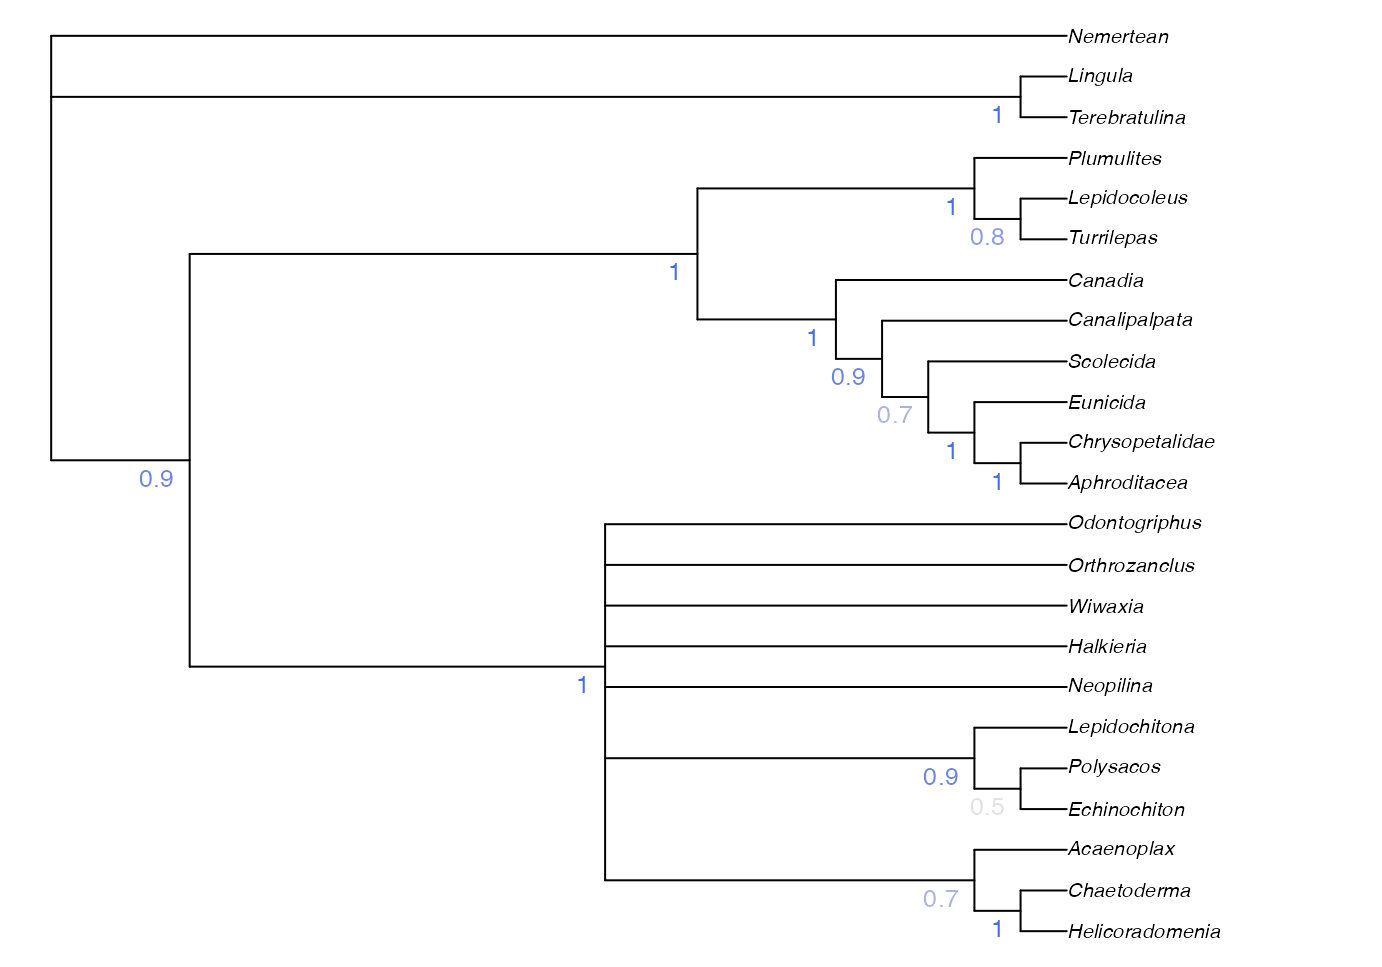 Nemertean
Lingula
1
Terebratulina
Plumulites
Lepidocoleus
1
0.8
Turrilepas
1
Canadia
Canalipalpata
1
Scolecida
0.9
Eunicida
0.7
Chrysopetalidae
1
Aphroditacea
1
0.9
Odontogriphus
Orthrozanclus
Wiwaxia
Halkieria
Neopilina
1
Lepidochitona
Polysacos
0.9
0.5
Echinochiton
Acaenoplax
Chaetoderma
0.7
1
Helicoradomenia